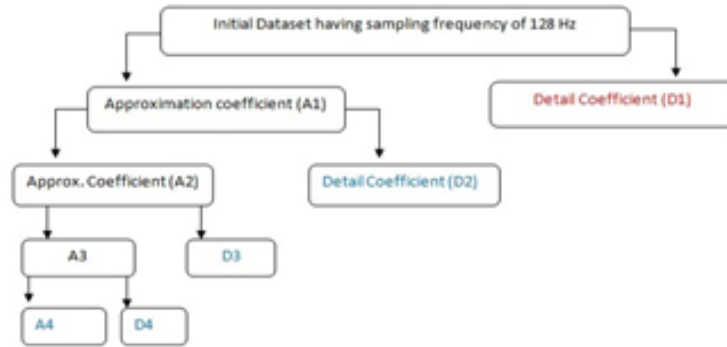 Initial Dataset having sampling frequency of 128 Hz
Approximation coefficient (A1)
Detail Coefficient (D1)
Approx. Coefficient (A2)
Detail Coefficient (D2)
A3
D3
A4
D4